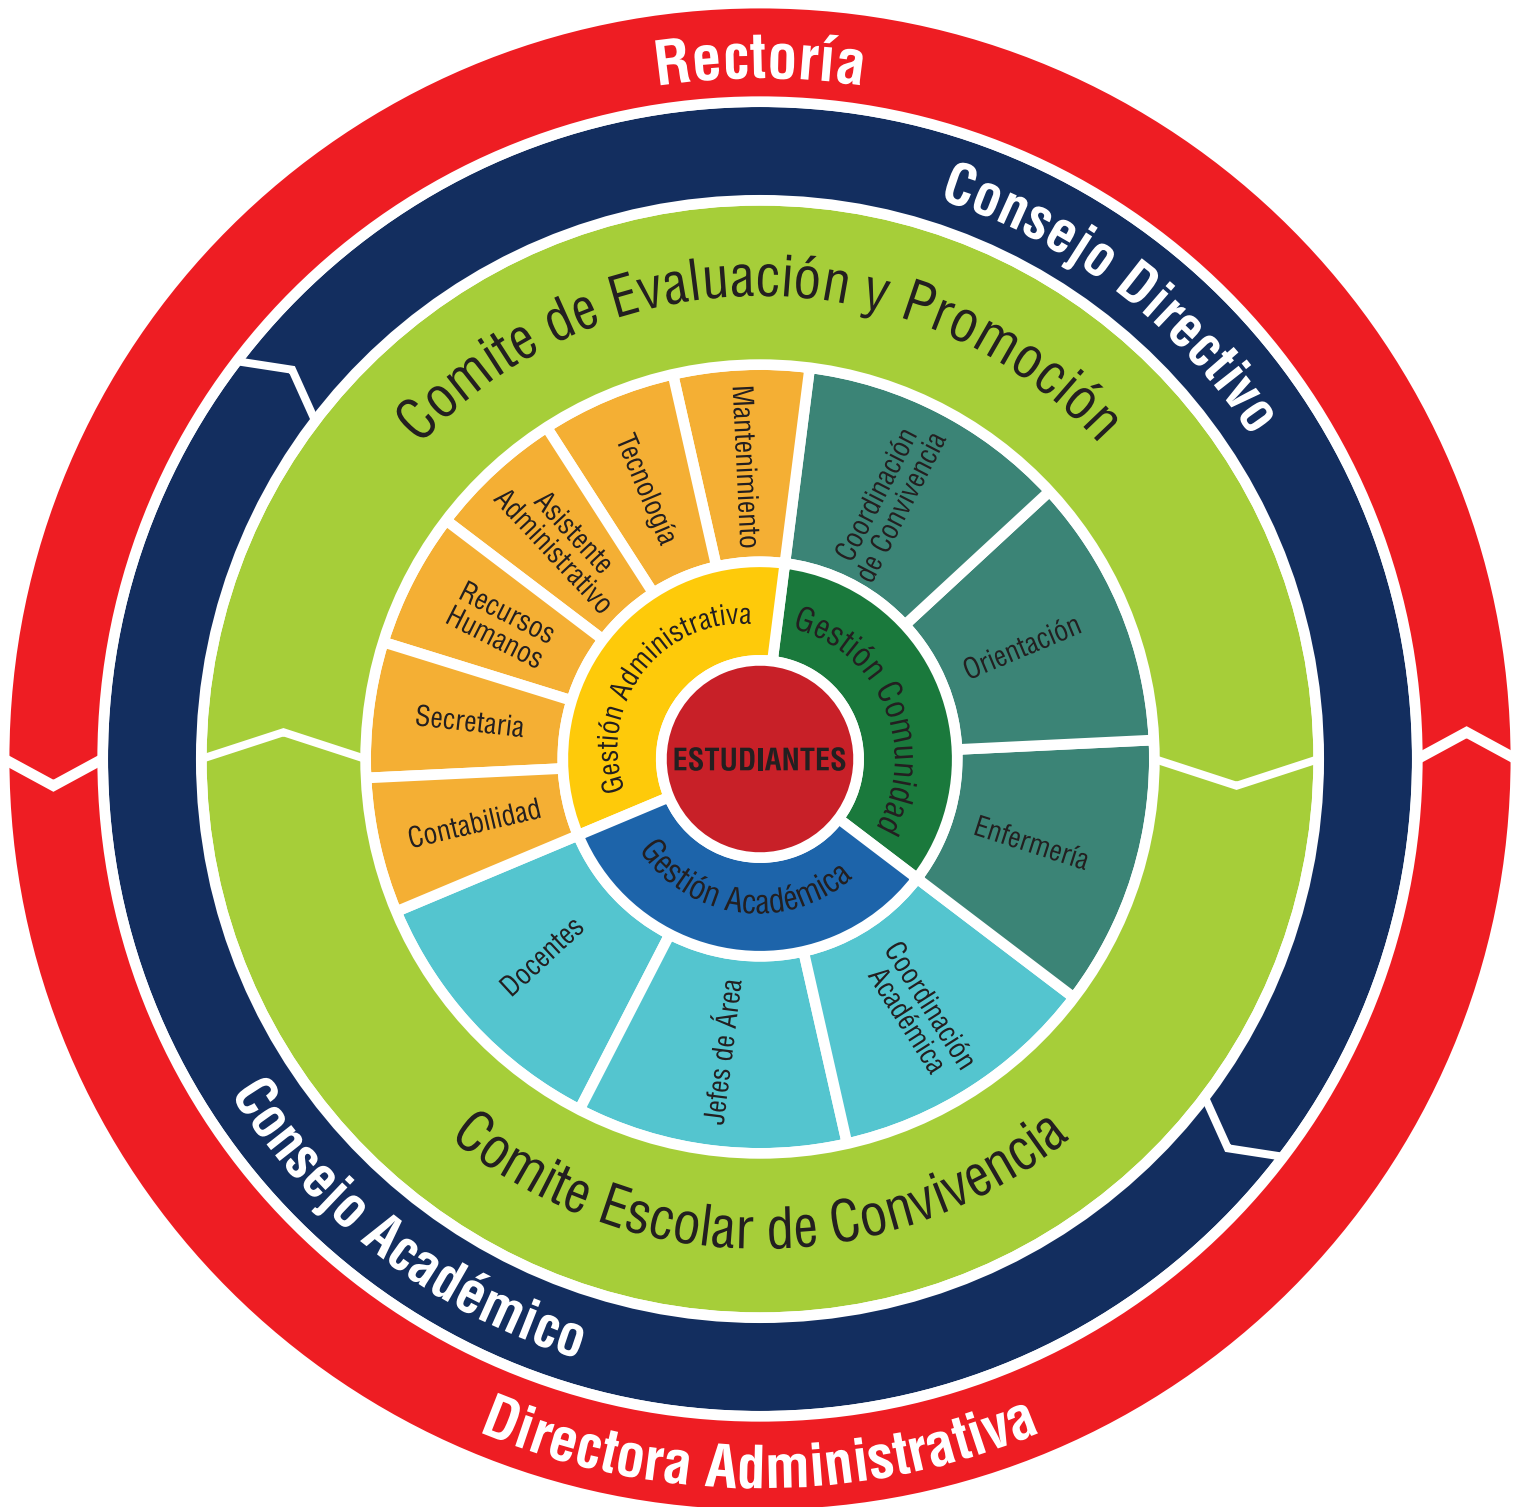 Rectoría
Consejo Directivo
Comite de Evaluación y Promoción
Mantenimiento
Tecnología
Asistente
Administrativo
Recursos
Humanos
Secretaria
Contabilidad
Gestión Administrativa
Coordinación
de Convivencia
Orientación
Enfermería
Gestión Comunidad
ESTUDIANTES
Gestión Académica
Docentes
Jefes de Área
Coordinación
Académica
Comite Escolar de Convivencia
Consejo Académico
Directora Administrativa